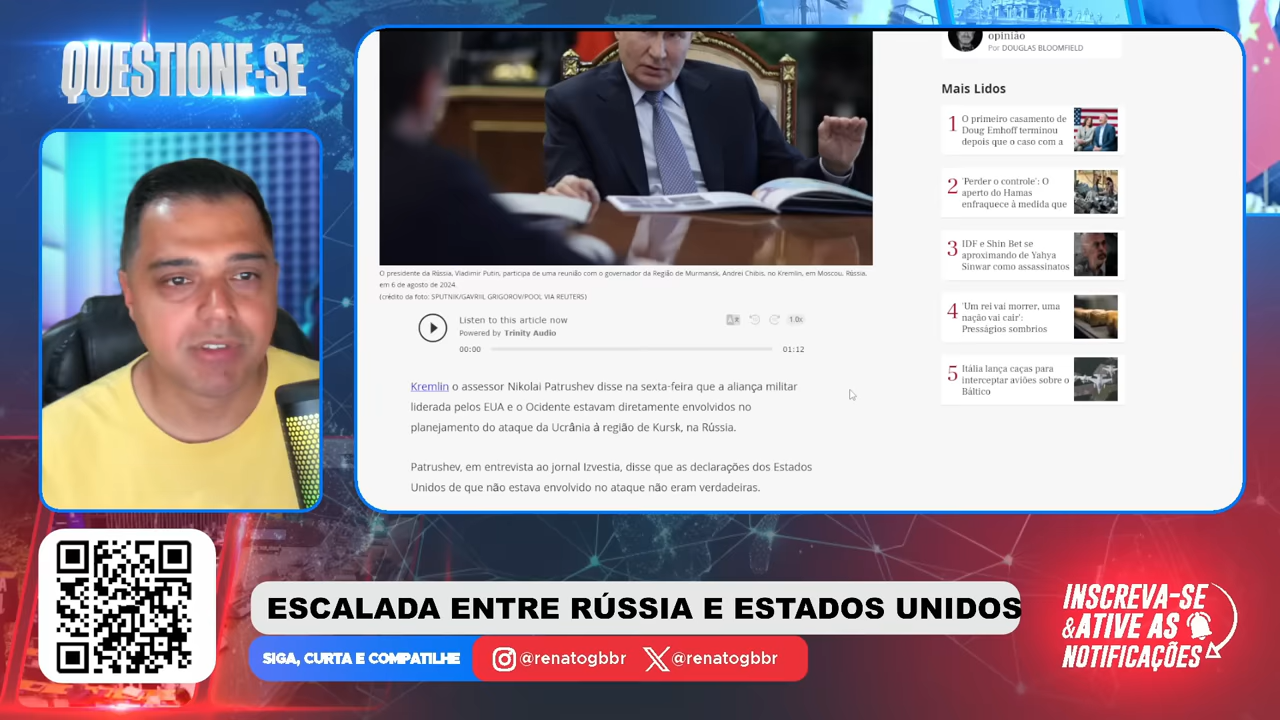 QUESTIONE-SE
opinião
Por DOUGLAS BLOOMFIELD
Mais Lidos
1
O primeiro casamento de
Doug Emhoff terminou
depois que o caso com a
2
'Perder o controle': O
aperto do Hamas
enfraquece à medida que
3
IDF e Shin Bet se
aproximando de Yahya
Sinwar como assassinatos
4
'Um rei vai morrer, uma
nação vai cair':
Presságios sombrios
5
Itália lança caças para
interceptar aviões sobre o
Báltico
O presidente da Rússia, Vladimir Putin, participa de uma reunião com o governador da Região de Murmansk, Andrei Chibis, no Kremlin, em Moscou, Rússia,
em 6 de agosto de 2024.
(crédito da foto: SPUTNIK/GAVRIIL GRIGOROV/POOL VIA REUTERS)
Listen to this article now
Powered by Trinity Audio
1.0x
00:00
01:12
Kremlin o assessor Nikolai Patrushev disse na sexta-feira que a aliança militar
liderada pelos EUA e o Ocidente estavam diretamente envolvidos no
planejamento do ataque da Ucrânia à região de Kursk, na Rússia.
Patrushev, em entrevista ao jornal Izvestia, disse que as declarações dos Estados
Unidos de que não estava envolvido no ataque não eram verdadeiras.
ESCALADA ENTRE RÚSSIA E ESTADOS UNIDOS
SIGA, CURTA E COMPATILHE
@renatogbbr
@renatogbbr
INSCREVA-SE
&ATIVE AS
NOTIFICAÇÕES